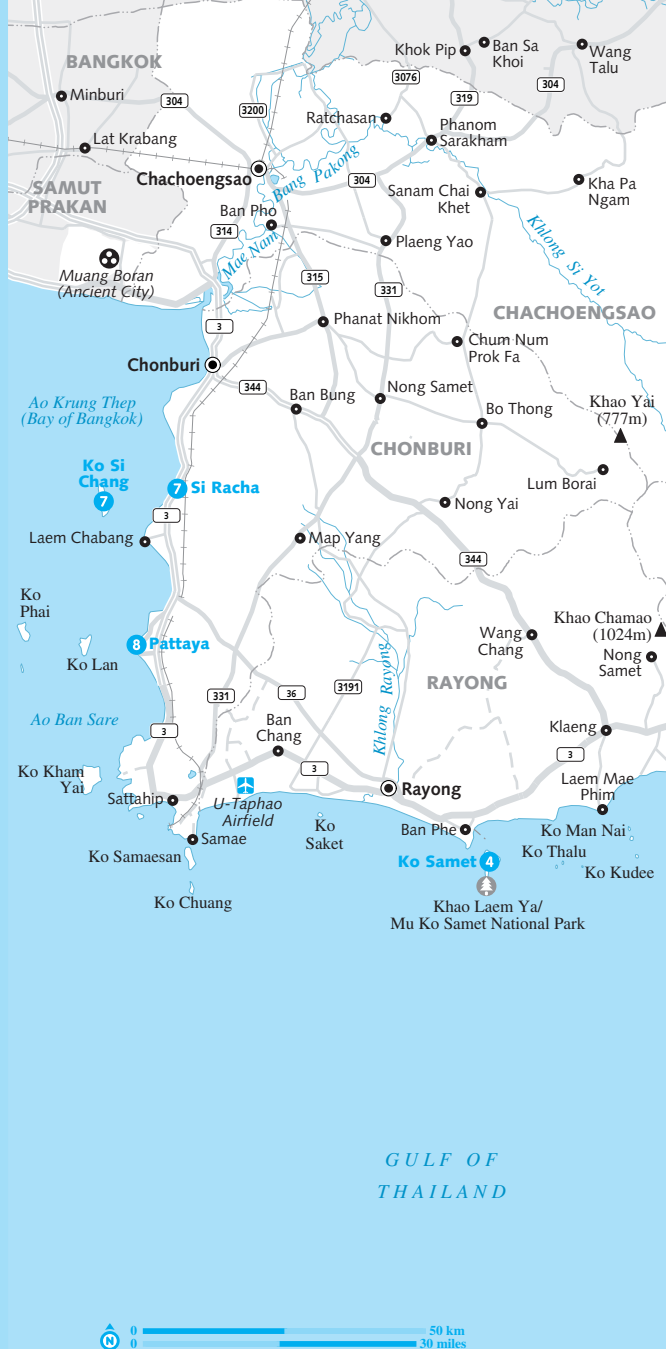 Khok Pip
Ban Sa
Khoi
Wang
Talu
BANGKOK
Minburi
304
3200
3076
319
304
Ratchasan
Phanom
Sarakham
Lat Krabang
Chachoengsao
Bang Pakong
304
Sanam Chai
Khet
Kha Pa
Ngam
SAMUT
PRAKAN
Ban Pho
314
Mae Nam
Plaeng Yao
Khlong Si Yot
Muang Boran
(Ancient City)
315
331
CHACHOENGSAO
3
Phanat Nikhom
Chum Num
Prok Fa
Chonburi
344
Ban Bung
Nong Samet
Bo Thong
Khao Yai
(777m)
Ao Krung Thep
(Bay of Bangkok)
CHONBURI
Ko Si
Chang
7
7 Si Racha
Lum Borai
Nong Yai
3
Laem Chabang
Map Yang
344
Ko
Phai
Khao Chamao
(1024m)
Wang
Chang
Nong
Samet
8 Pattaya
Ko Lan
Khlong Rayong
RAYONG
331
36
3191
Ao Ban Sare
3
Ban
Chang
Klaeng
3
3
Ko Kham
Yai
Sattahip
U-Taphao
Airfield
Rayong
Laem Mae
Phim
Ko
Saket
Ban Phe
Ko Man Nai
Samae
Ko Samaesan
Ko Thalu
Ko Samet 4
Ko Kudee
Ko Chuang
Khao Laem Ya/
Mu Ko Samet National Park
GULF OF
THAILAND
N
0 50 km
0 30 miles